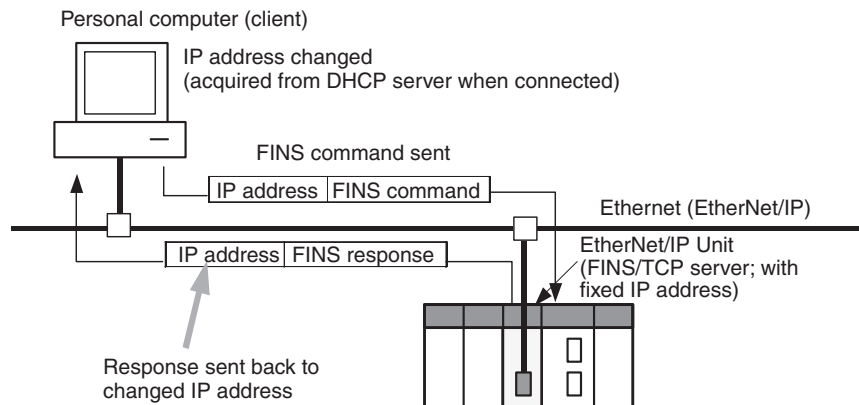 Personal computer (client)
IP address changed
(acquired from DHCP server when connected)
FINS command sent
IP address FINS command
Ethernet (EtherNet/IP)
IP address FINS response
EtherNet/IP Unit
(FINS/TCP server; with
fixed IP address)
Response sent back to
changed IP address